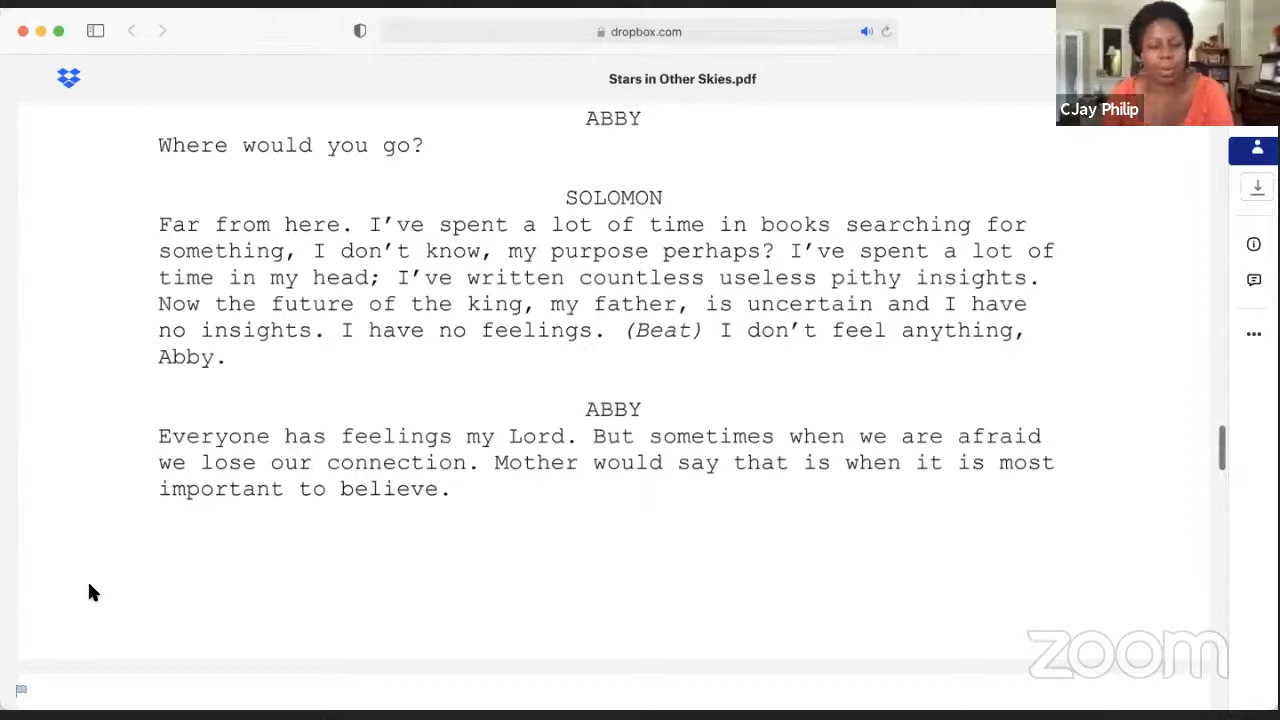 dropbox.com
Stars in Other Skies.pdf
CJay Philip
ABBY
Where would you go?
SOLOMON
Far from here. I've spent a lot of time in books searching for
something, I don't know, my purpose perhaps? I've spent a lot of
time in my head; I've written countless useless pithy insights.
Now the future of the king, my father, is uncertain and I have
no insights. I have no feelings. (Beat) I don't feel anything,
Abby.
ABBY
Everyone has feelings my Lord. But sometimes when we are afraid
we lose our connection. Mother would say that is when it is most
important to believe.
zoom